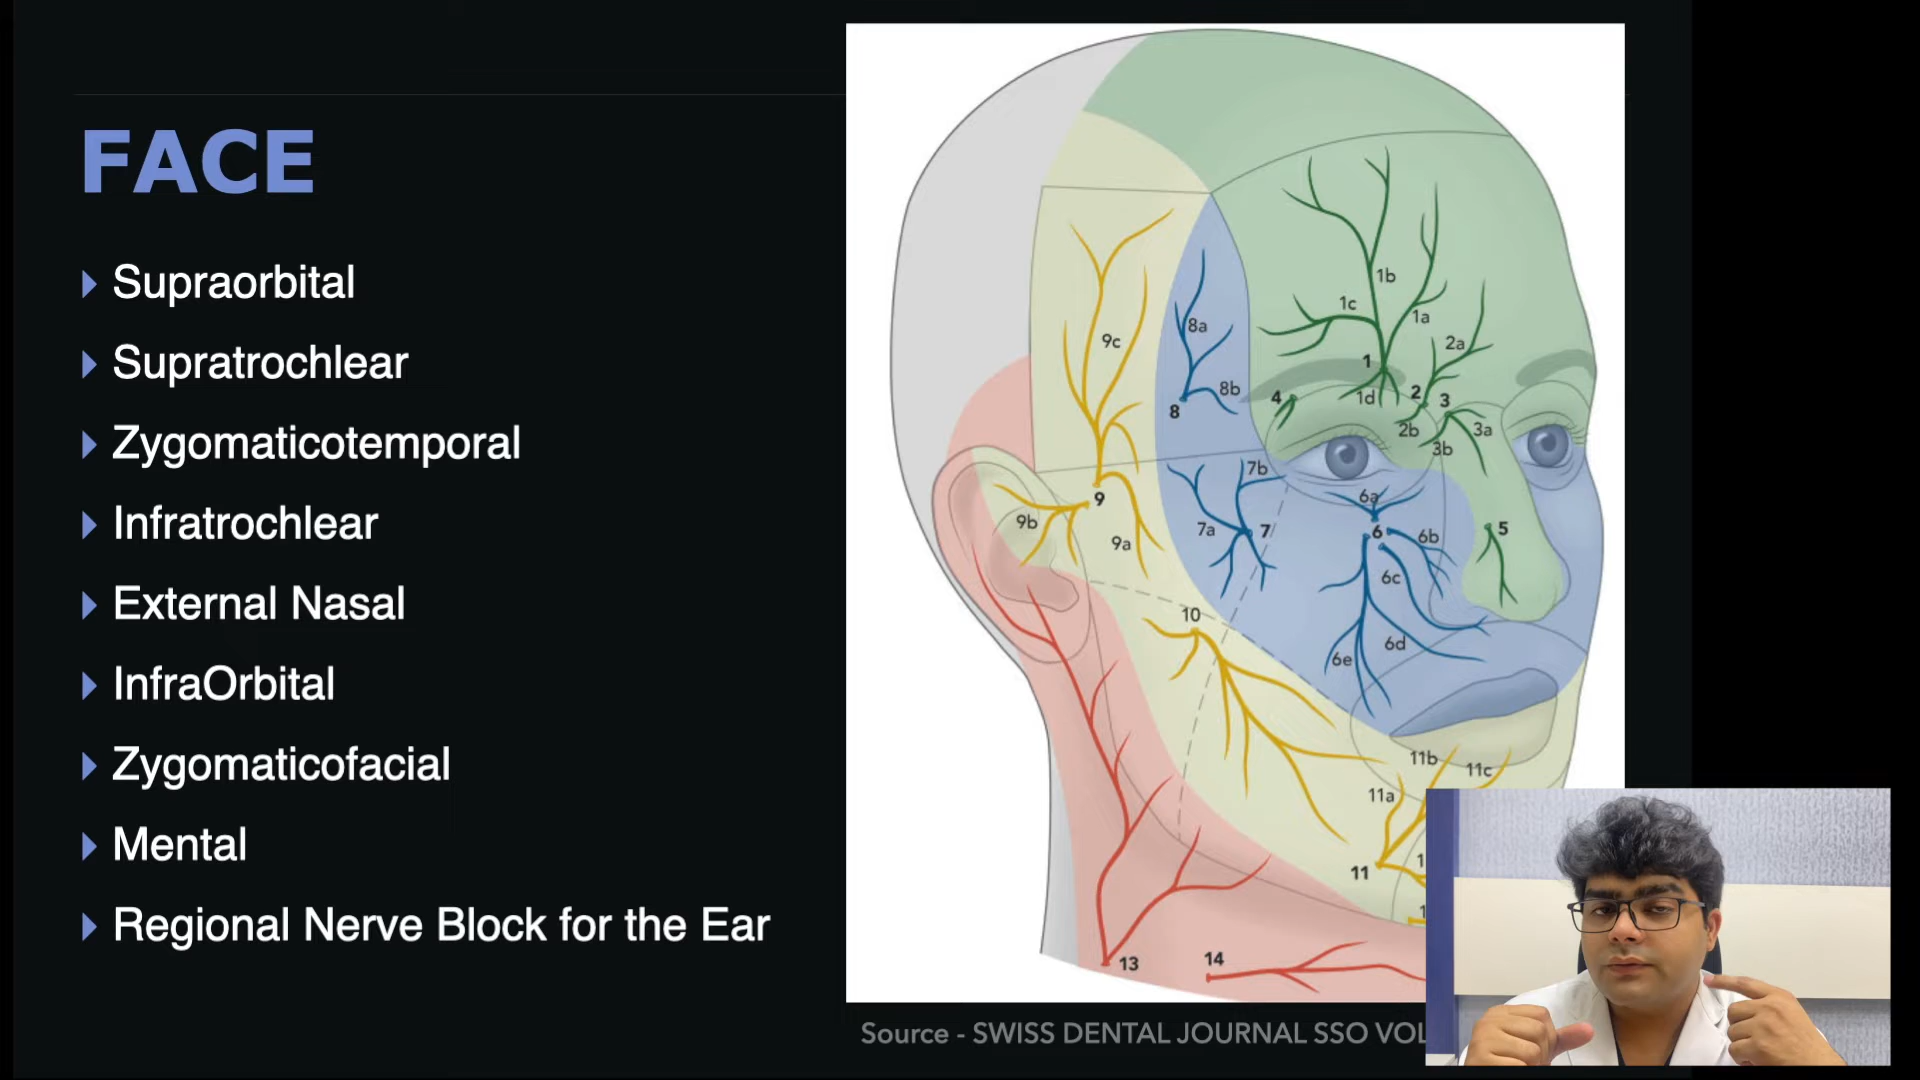 FACE
Supraorbital
Supratrochlear
Zygomaticotemporal
Infratrochlear
External Nasal
InfraOrbital
Zygomaticofacial
Mental
Regional Nerve Block for the Ear
1b
1c
1a
9c
8a
2a
1
8b
2
4
1d
3
8
2b
3a
3b
7b
6a
9
9b
7a
7
6
6b
5
9a
6c
10
6d
6e
11b
11c
11a
11
13
14
Source - SWISS DENTAL JOURNAL SSO